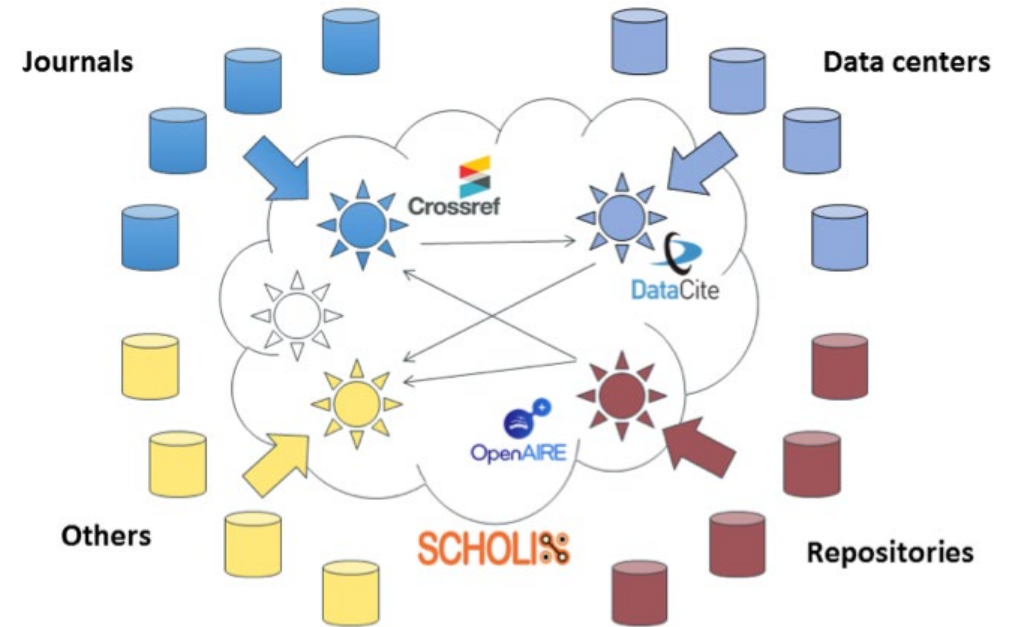 Journals
Data centers
Crossref
DataCite
OpenAIRE
SCHOLIX
Others
Repositories